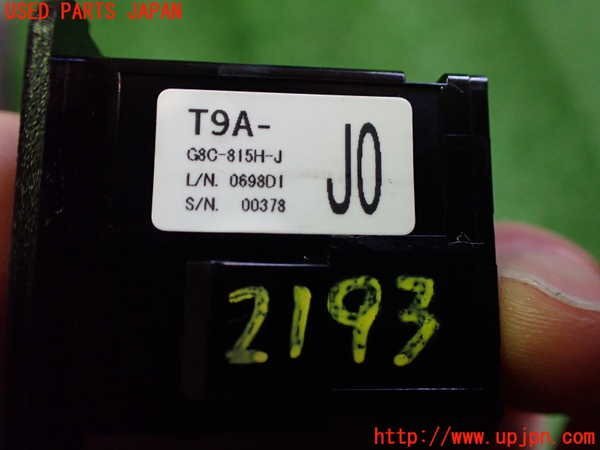 USED PARTS JAPAN
T9A-
G8C-815H-J
L/N. 0698D1
S/N. 00378
J0
2193
http://www.upjpn.com/